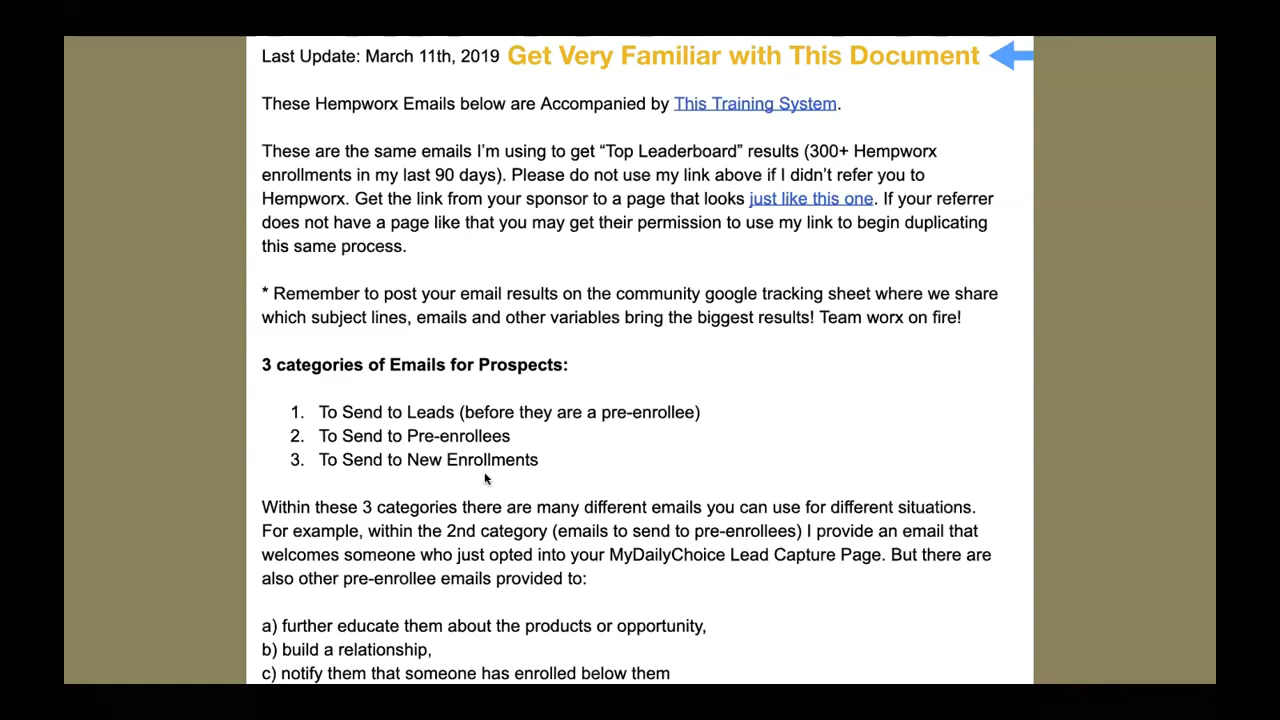 Last Update: March 11th, 2019 Get Very Familiar with This Document
These Hempworx Emails below are Accompanied by This Training System.
These are the same emails I’m using to get “Top Leaderboard” results (300+ Hempworx
enrollments in my last 90 days). Please do not use my link above if I didn’t refer you to
Hempworx. Get the link from your sponsor to a page that looks just like this one. If your referrer
does not have a page like that you may get their permission to use my link to begin duplicating
this same process.
* Remember to post your email results on the community google tracking sheet where we share
which subject lines, emails and other variables bring the biggest results! Team worx on fire!
3 categories of Emails for Prospects:
1. To Send to Leads (before they are a pre-enrollee)
2. To Send to Pre-enrollees
3. To Send to New Enrollments
Within these 3 categories there are many different emails you can use for different situations.
For example, within the 2nd category (emails to send to pre-enrollees) I provide an email that
welcomes someone who just opted into your MyDailyChoice Lead Capture Page. But there are
also other pre-enrollee emails provided to:
a) further educate them about the products or opportunity,
b) build a relationship,
c) notify them that someone has enrolled below them